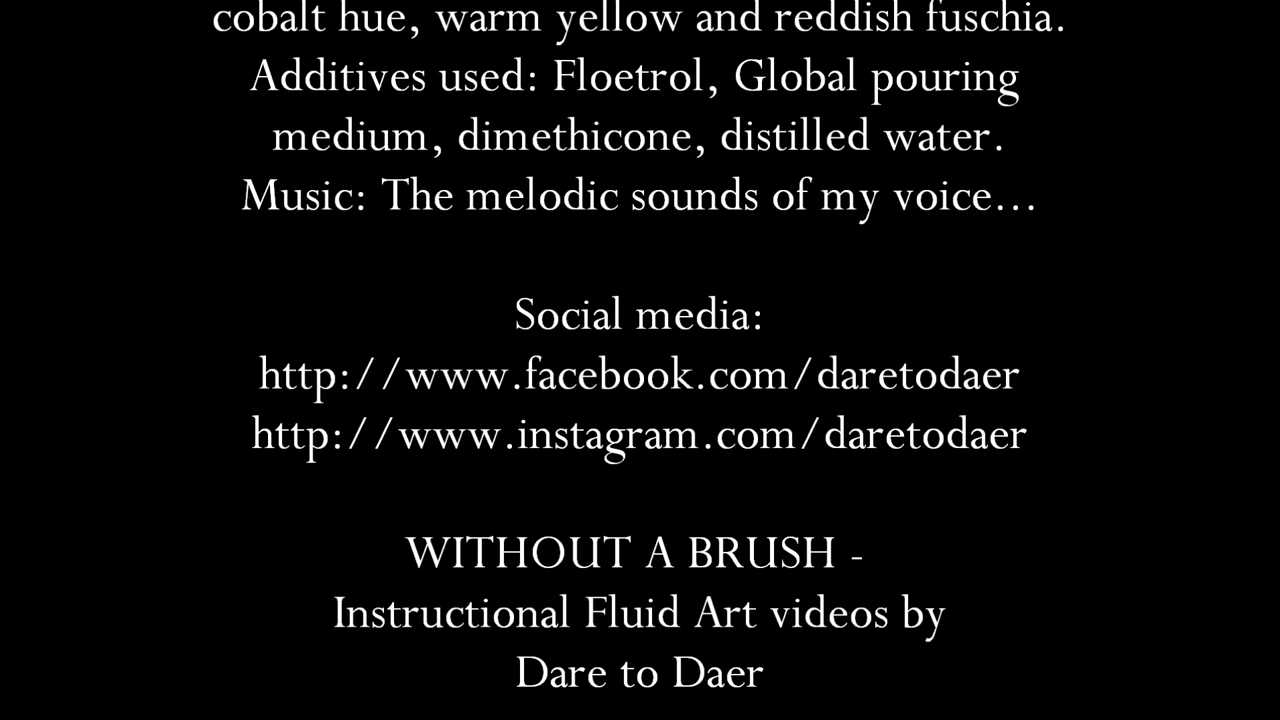 cobalt hue, warm yellow and reddish fuschia.
Additives used: Floetrol, Global pouring
medium, dimethicone, distilled water.
Music: The melodic sounds of my voice...
Social media:
http://www.facebook.com/daretodaer
http://www.instagram.com/daretodaer
WITHOUT A BRUSH -
Instructional Fluid Art videos by
Dare to Daer